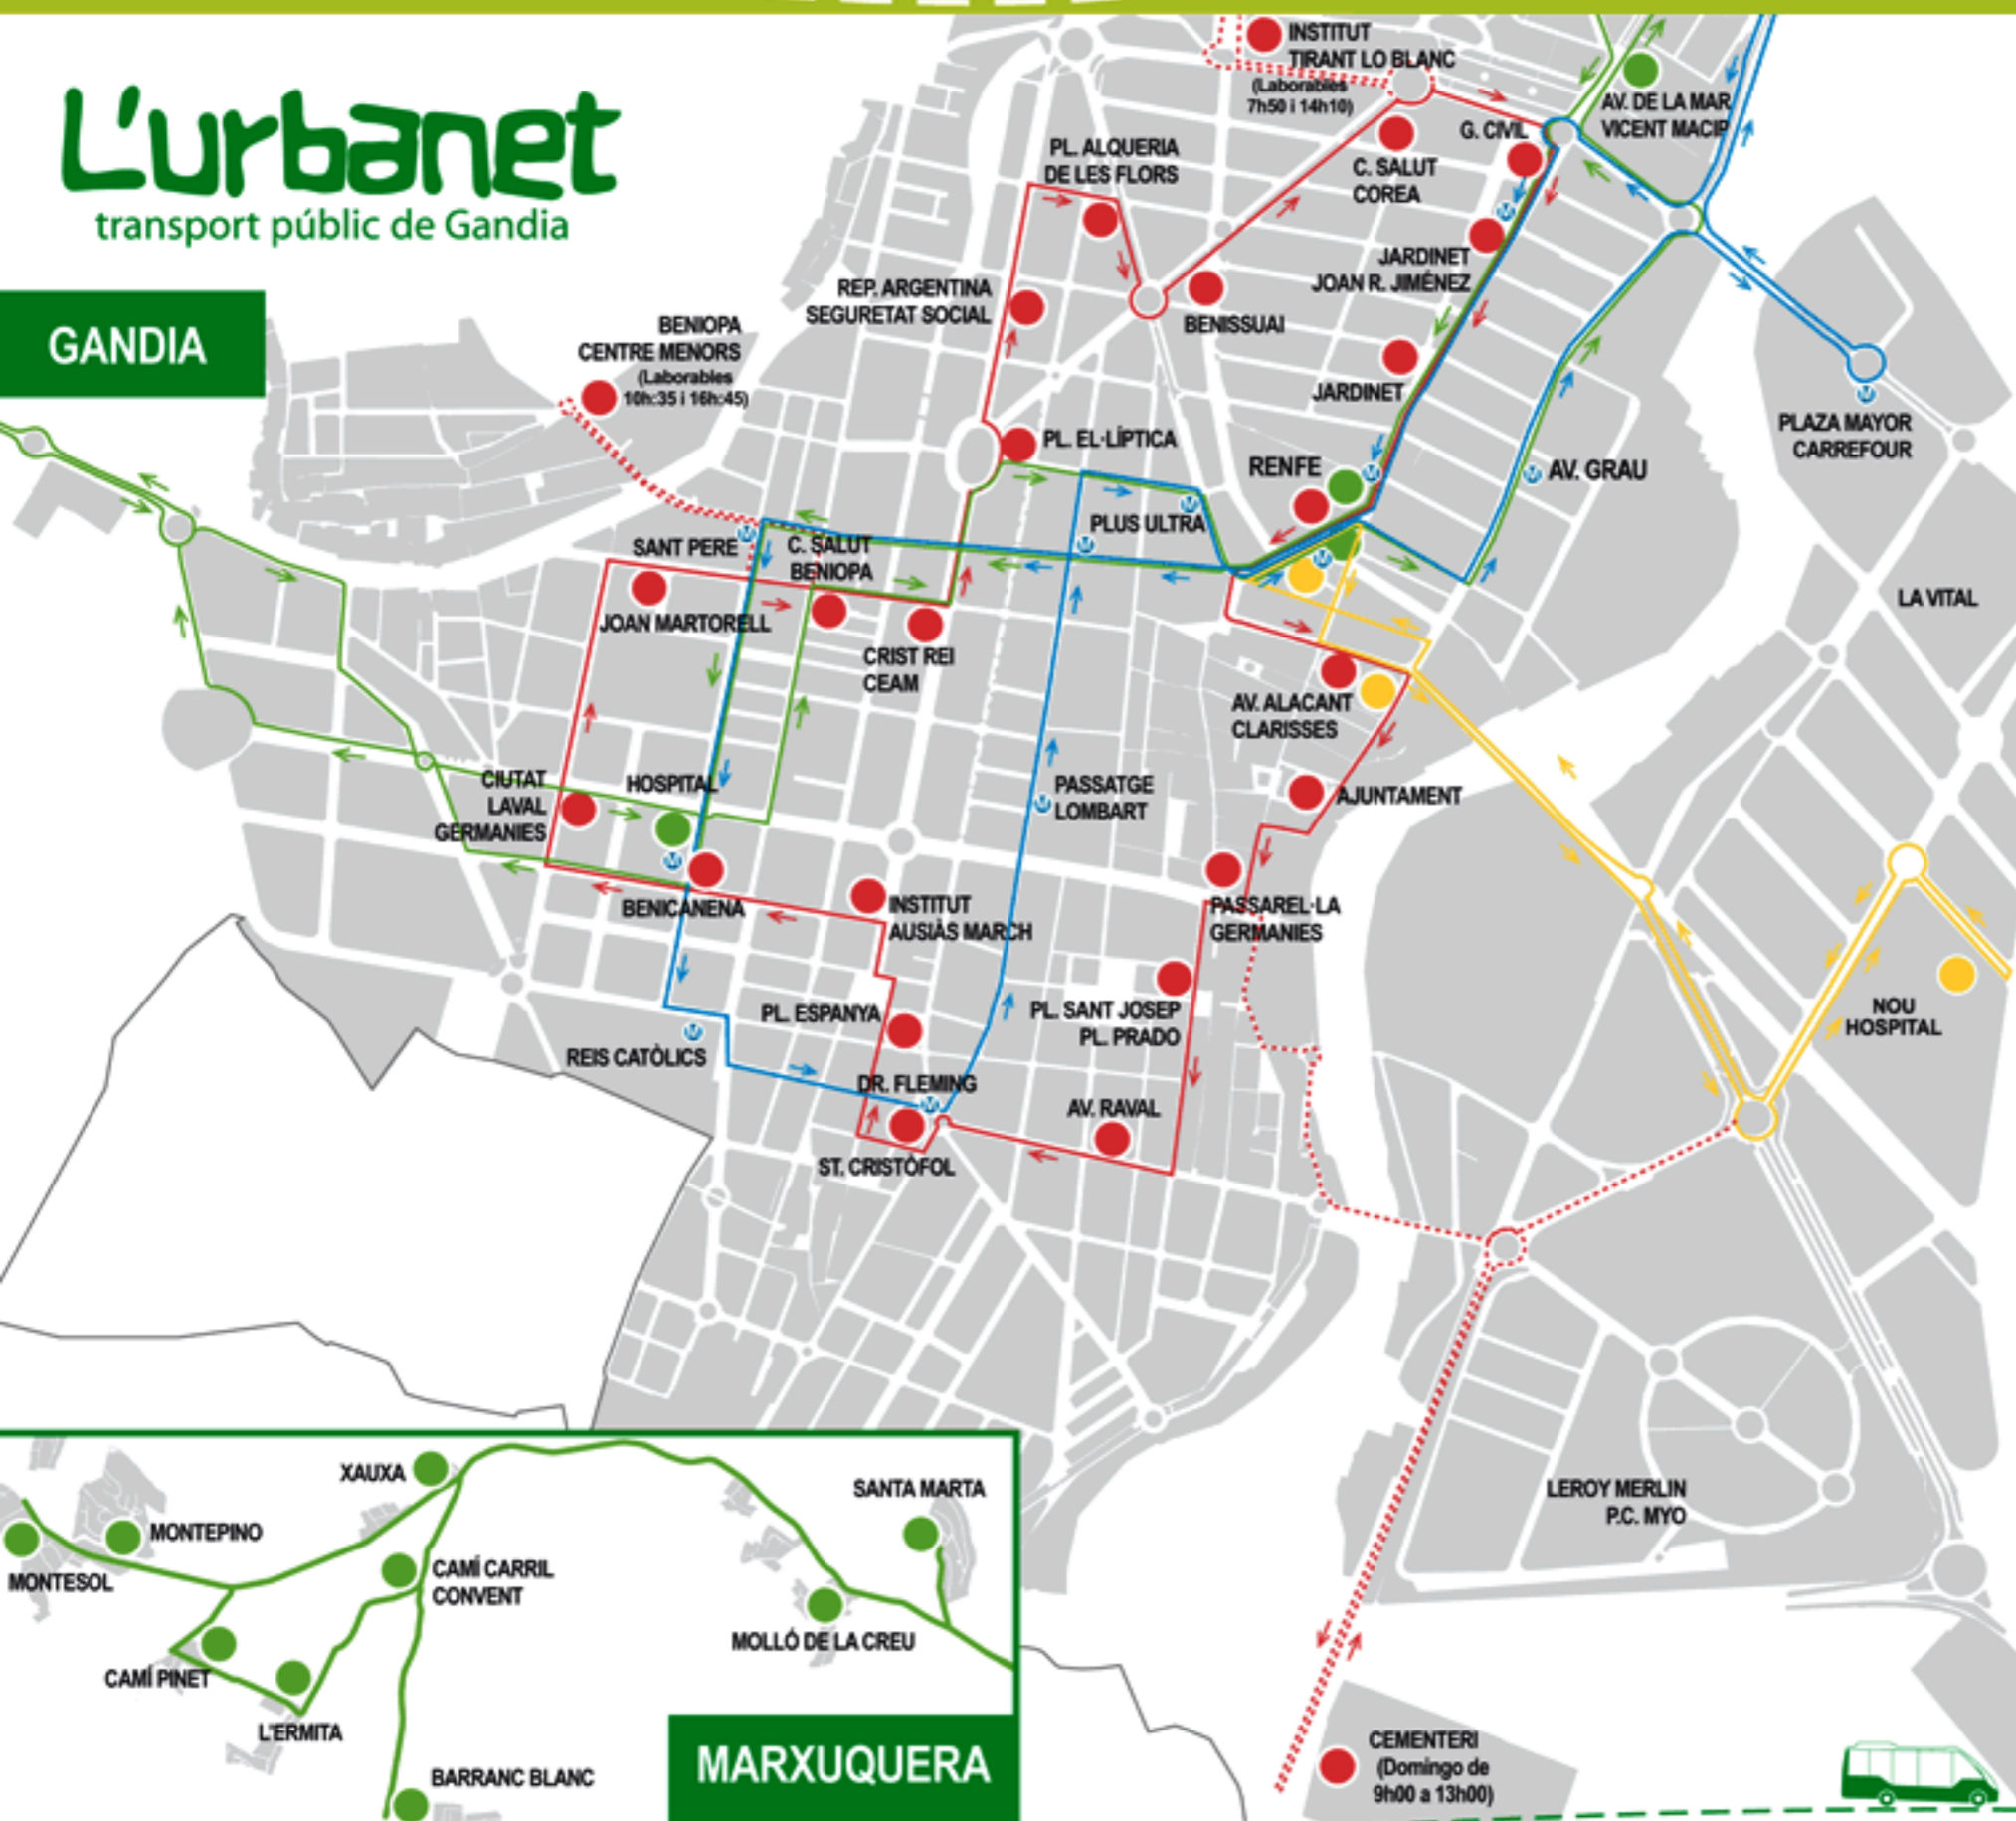 L'urbanet
transport públic de Gandia
GANDIA
INSTITUT
TIRANT LO BLANC
(Laborables
7h50 i 14h10)
AV. DE LA MAR
VICENT MACIP
G. CIVIL
C. SALUT
COREA
PL. ALQUERIA
DE LES FLORS
JARDINET
JOAN R. JIMÉNEZ
REP. ARGENTINA
SEGURETAT SOCIAL
BENISSUAI
BENIOPA
CENTRE MENORS
(Laborables
10h:35 i 16h:45)
JARDINET
PLAZA MAYOR
CARREFOUR
PL. EL·LÍPTICA
RENFE
AV. GRAU
PLUS ULTRA
SANT PERE
C. SALUT
BENIOPA
JOAN MARTORELL
LA VITAL
CRIST REI
CEAM
AV. ALACANT
CLARISSES
CIUTAT
LAVAL
GERMANIES
HOSPITAL
PASSATGE
LOMBART
AJUNTAMENT
BENICANENA
INSTITUT
AUSIÀS MARCH
PASSAREL·LA
GERMANIES
PL. ESPANYA
PL. SANT JOSEP
PL. PRADO
NOU
HOSPITAL
REIS CATÒLICS
DR. FLEMING
AV. RAVAL
ST. CRISTÒFOL
LEROY MERLIN
P.C. MYO
XAUXA
SANTA MARTA
MONTEPINO
MONTESOL
CAMÍ CARRIL
CONVENT
MOLLÓ DE LA CREU
CAMÍ PINET
L'ERMITA
BARRANC BLANC
MARXUQUERA
CEMENTERI
(Domingo de
9h00 a 13h00)